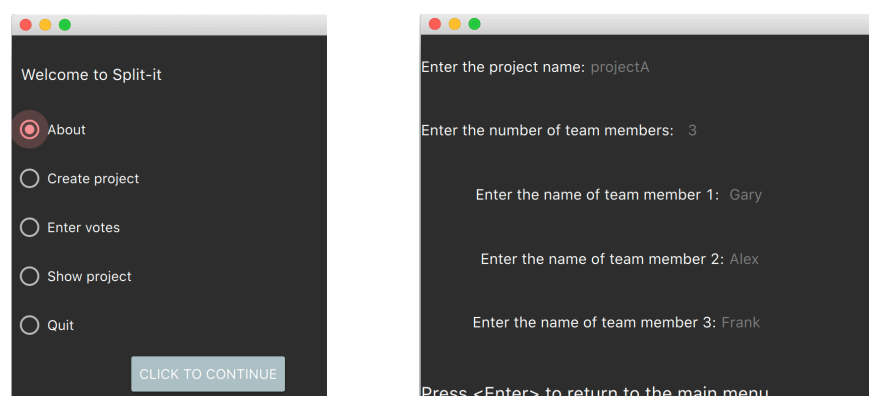 Welcome to Split-it
About
Create project
Enter votes
Show project
Quit
CLICK TO CONTINUE
Enter the project name: projectA
Enter the number of team members: 3
Enter the name of team member 1: Gary
Enter the name of team member 2: Alex
Enter the name of team member 3: Frank
Press <Enter> to return to the main menu